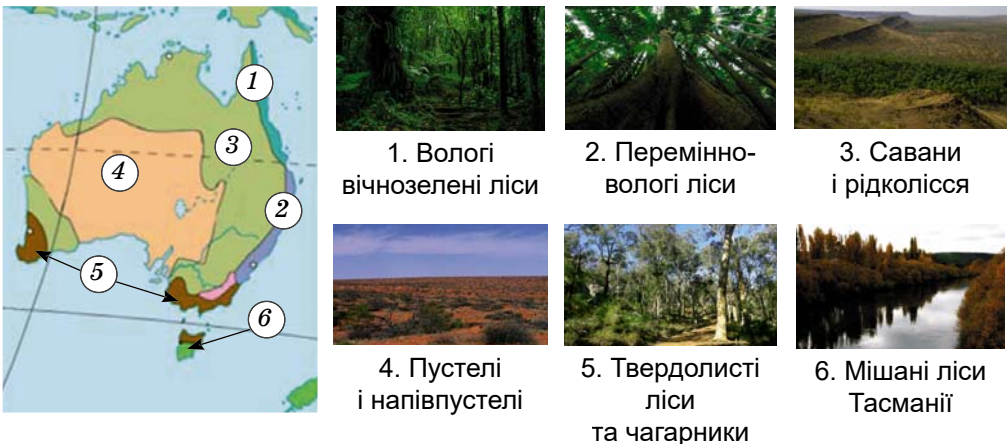 1
2
3
4
5
6
1. Вологі
вічнозелені ліси
2. Перемінно-
вологі ліси
3. Савани
і рідколісся
4. Пустелі
і напівпустелі
5. Твердолисті
ліси
та чагарники
6. Мішані ліси
Тасманії